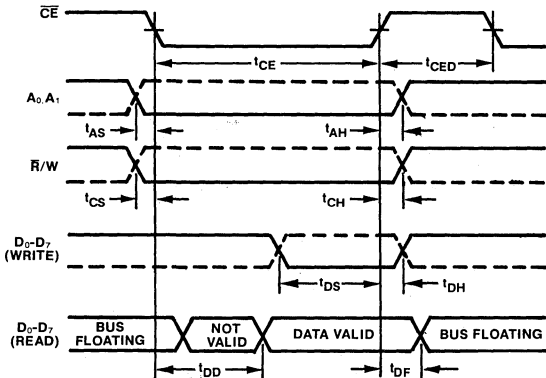 C̅E̅
tCE
tCED
A0, A1
tAS
tAH
R̅/W
tCS
tCH
D0-D7
(WRITE)
tDS
tDH
D0-D7
(READ)
BUS
FLOATING
NOT
VALID
DATA VALID
BUS FLOATING
tDD
tDF